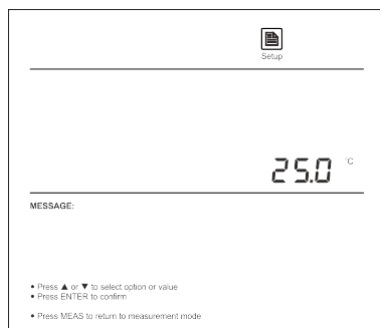 Setup
25.0 °C
MESSAGE:
• Press ▲ or ▼ to select option or value
• Press ENTER to confirm
• Press MEAS to return to measurement mode